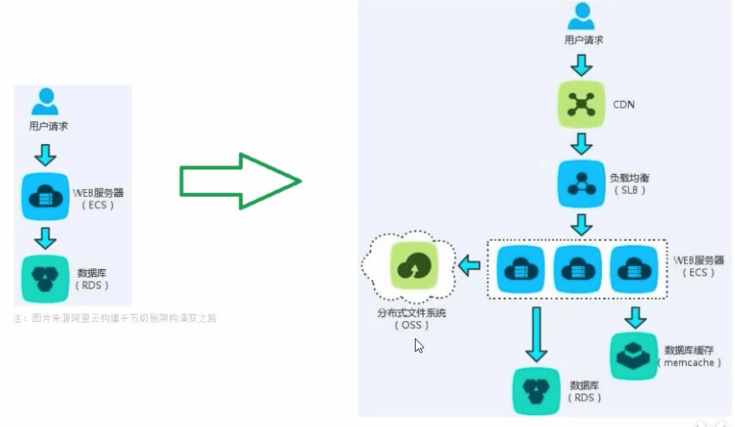 用户请求
WEB服务器
（ECS）
数据库
（RDS）
注：图片来源阿里云构建千万级别架构演变之路
用户请求
CDN
负载均衡
（SLB）
WEB服务器
（ECS）
分布式文件系统
（OSS）
数据库缓存
（memcache）
数据库
（RDS）